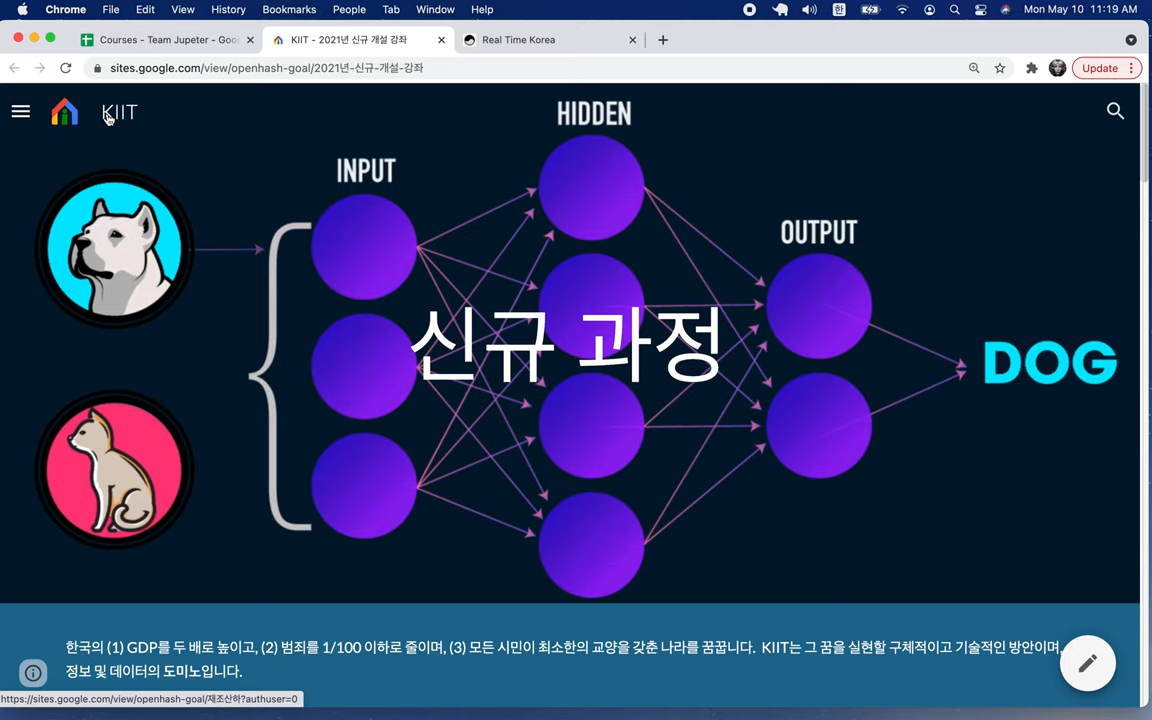 Chrome File Edit View History Bookmarks People Tab Window Help 한 Mon May 10 11:19 AM
Courses - Team Jupeter - Goo KIIT - 2021년 신규 개설 강좌 Real Time Korea
sites.google.com/view/openhash-goal/2021년-신규-개설-강좌 Update
KIIT
HIDDEN
INPUT
OUTPUT
신규 과정
DOG
한국의 (1) GDP를 두 배로 높이고, (2) 범죄를 1/100 이하로 줄이며, (3) 모든 시민이 최소한의 교양을 갖춘 나라를 꿈꿉니다. KIIT는 그 꿈을 실현할 구체적이고 기술적인 방안이며,
정보 및 데이터의 도미노입니다.
https://sites.google.com/view/openhash-goal/재조산하?authuser=0